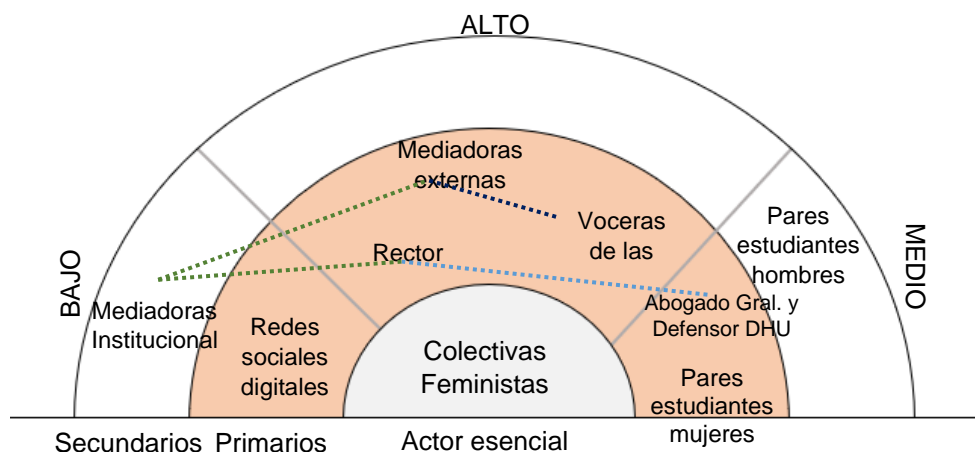 ALTO
Mediadoras
externas
Voceras
de las
Pares
estudiantes
hombres
MEDIO
BAJO
Rector
Mediadoras
Institucional
Abogado Gral. y
Defensor DHU
Redes
sociales
digitales
Colectivas
Feministas
Pares
estudiantes
mujeres
Secundarios Primarios Actor esencial